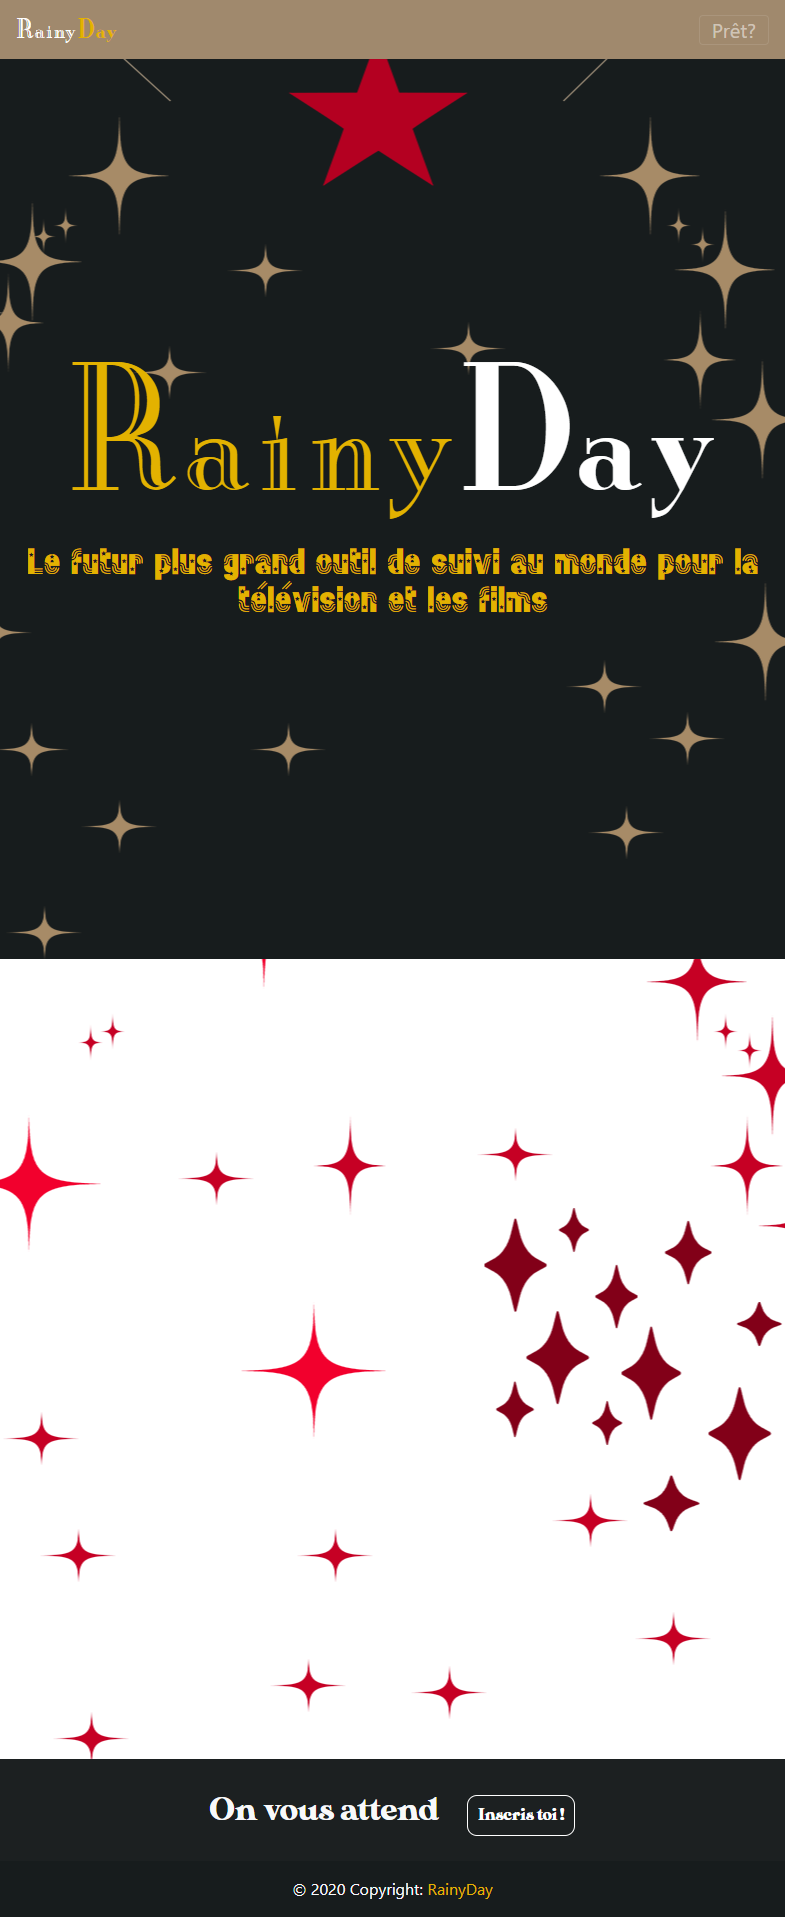 RainyDay
Prêt?
RainyDay
Le futur plus grand outil de suivi au monde pour la
télévision et les films
On vous attend
Inscris toi !
© 2020 Copyright: RainyDay